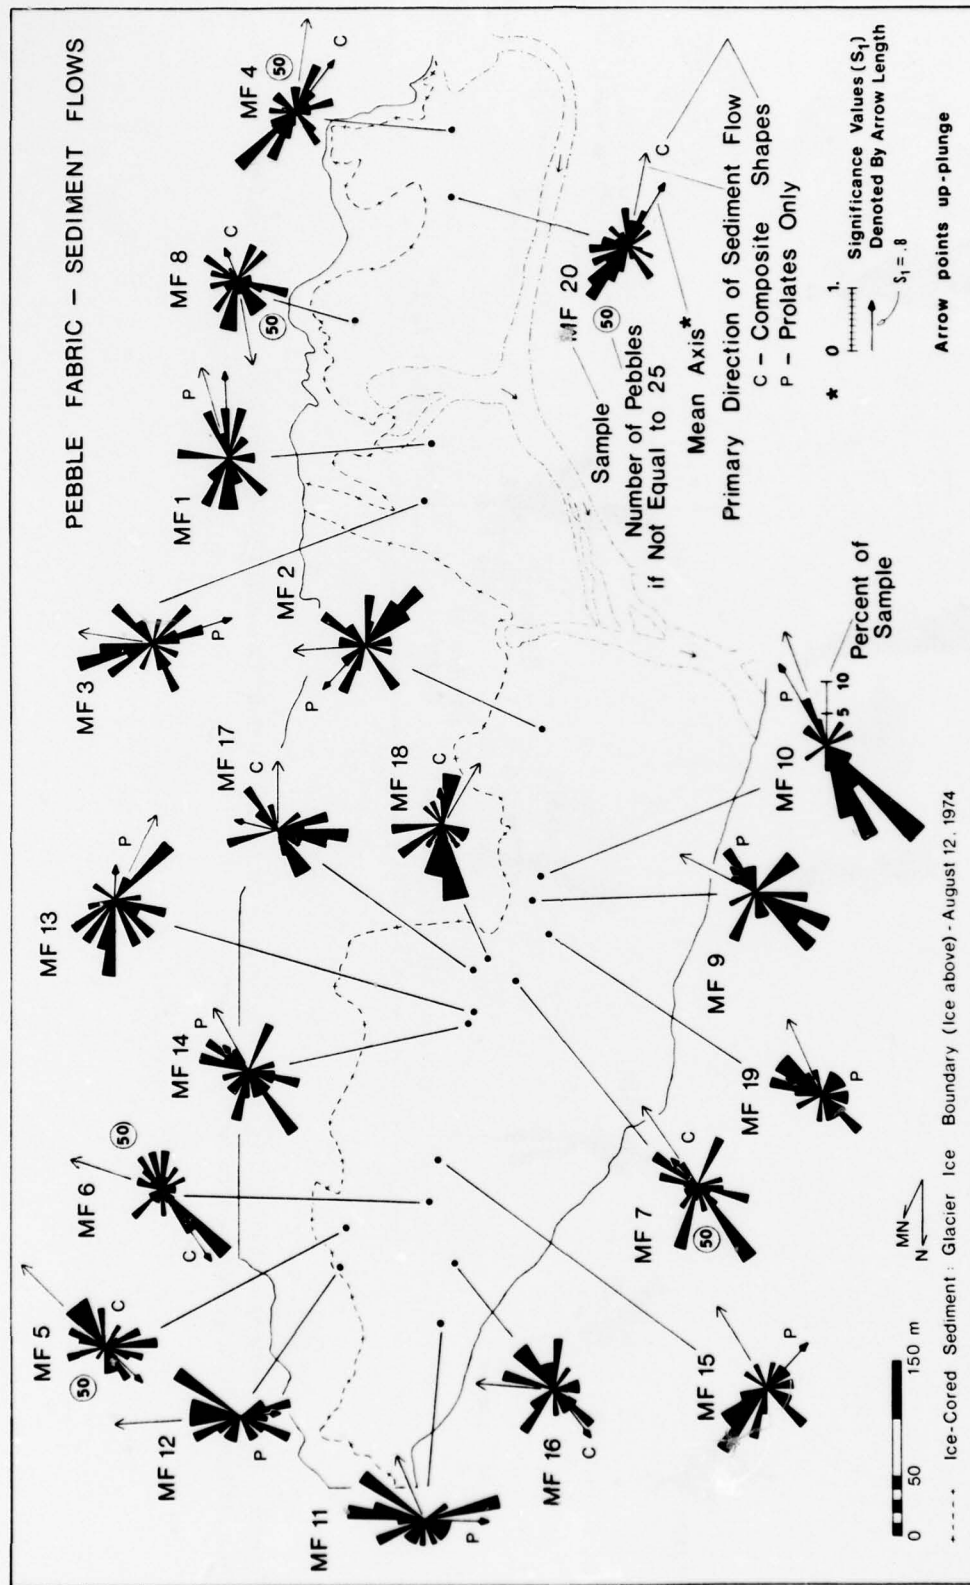 PEBBLE FABRIC – SEDIMENT FLOWS
MF 5
50
C
MF 6
50
C
MF 13
P
MF 3
P
MF 1
P
MF 8
50
C
MF 4
50
C
MF 12
P
MF 14
P
MF 17
C
MF 2
P
MF 11
P
MF 16
C
MF 18
C
MF 15
P
MF 7
50
C
MF 19
P
MF 9
P
MF 10
P
5 10
Percent of
Sample
MF 20
50
C
Sample
Number of Pebbles
if Not Equal to 25
Mean Axis*
Primary Direction of Sediment Flow
C – Composite Shapes
P – Prolates Only
* 0 1.
Significance Values (S₁)
Denoted By Arrow Length
S₁ = .8
Arrow points up-plunge
MN
N
0 50 150 m
Ice-Cored Sediment : Glacier Ice Boundary (Ice above) - August 12, 1974